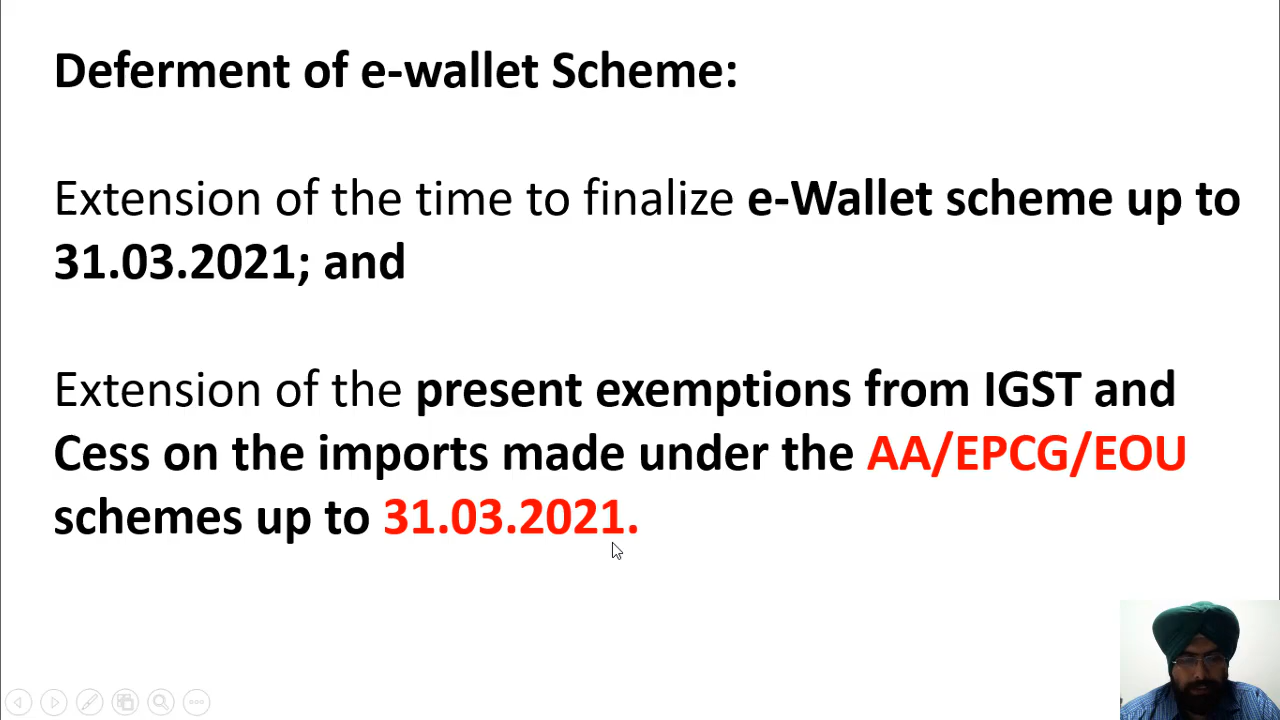 Deferment of e-wallet Scheme:
Extension of the time to finalize e-Wallet scheme up to
31.03.2021; and
Extension of the present exemptions from IGST and
Cess on the imports made under the AA/EPCG/EOU
schemes up to 31.03.2021.